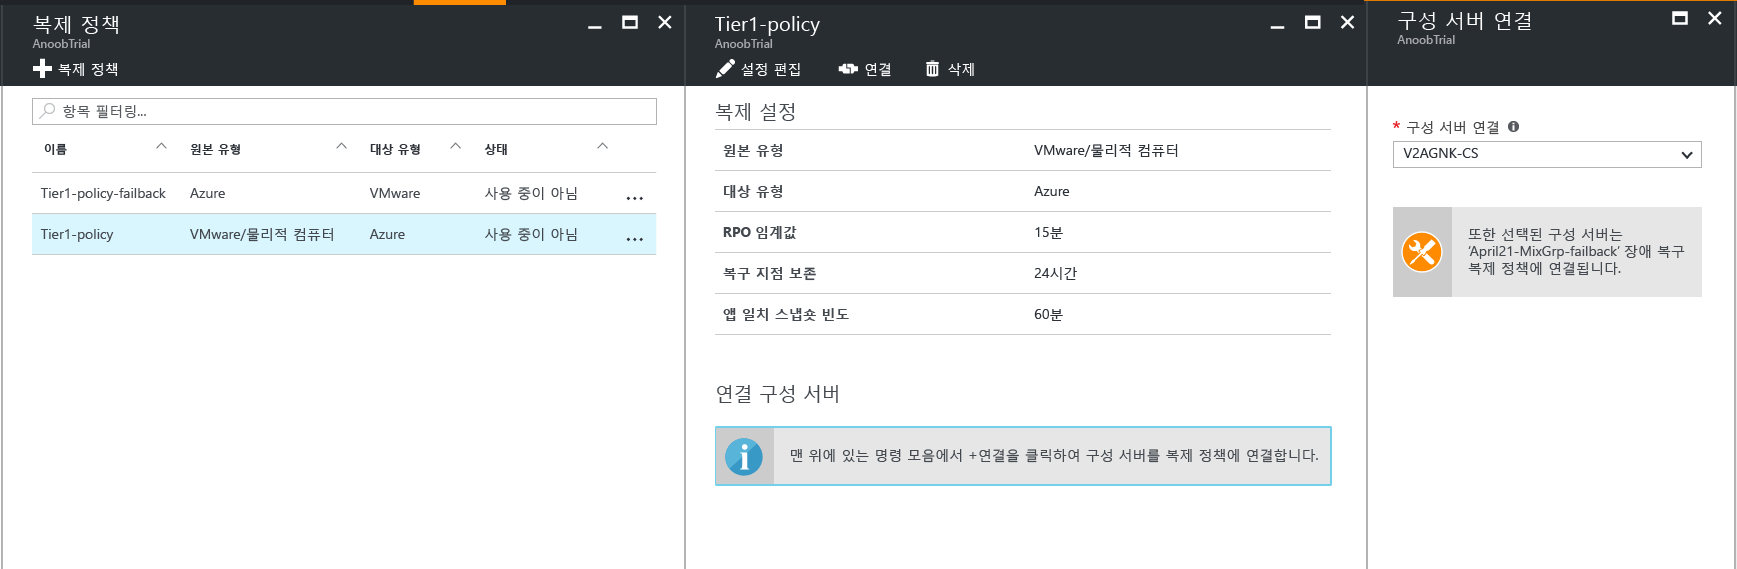 복제 정책
AnoobTrial
복제 정책
항목 필터링...
이름 원본 유형 대상 유형 상태
Tier1-policy-failback Azure VMware 사용 중이 아님 ...
Tier1-policy VMware/물리적 컴퓨터 Azure 사용 중이 아님 ...
Tier1-policy
AnoobTrial
설정 편집 연결 삭제
복제 설정
원본 유형 VMware/물리적 컴퓨터
대상 유형 Azure
RPO 임계값 15분
복구 지점 보존 24시간
앱 일치 스냅숏 빈도 60분
연결 구성 서버
맨 위에 있는 명령 모음에서 +연결을 클릭하여 구성 서버를 복제 정책에 연결합니다.
구성 서버 연결
AnoobTrial
* 구성 서버 연결
V2AGNK-CS
또한 선택된 구성 서버는
‘April21-MixGrp-failback’ 장애 복구
복제 정책에 연결됩니다.